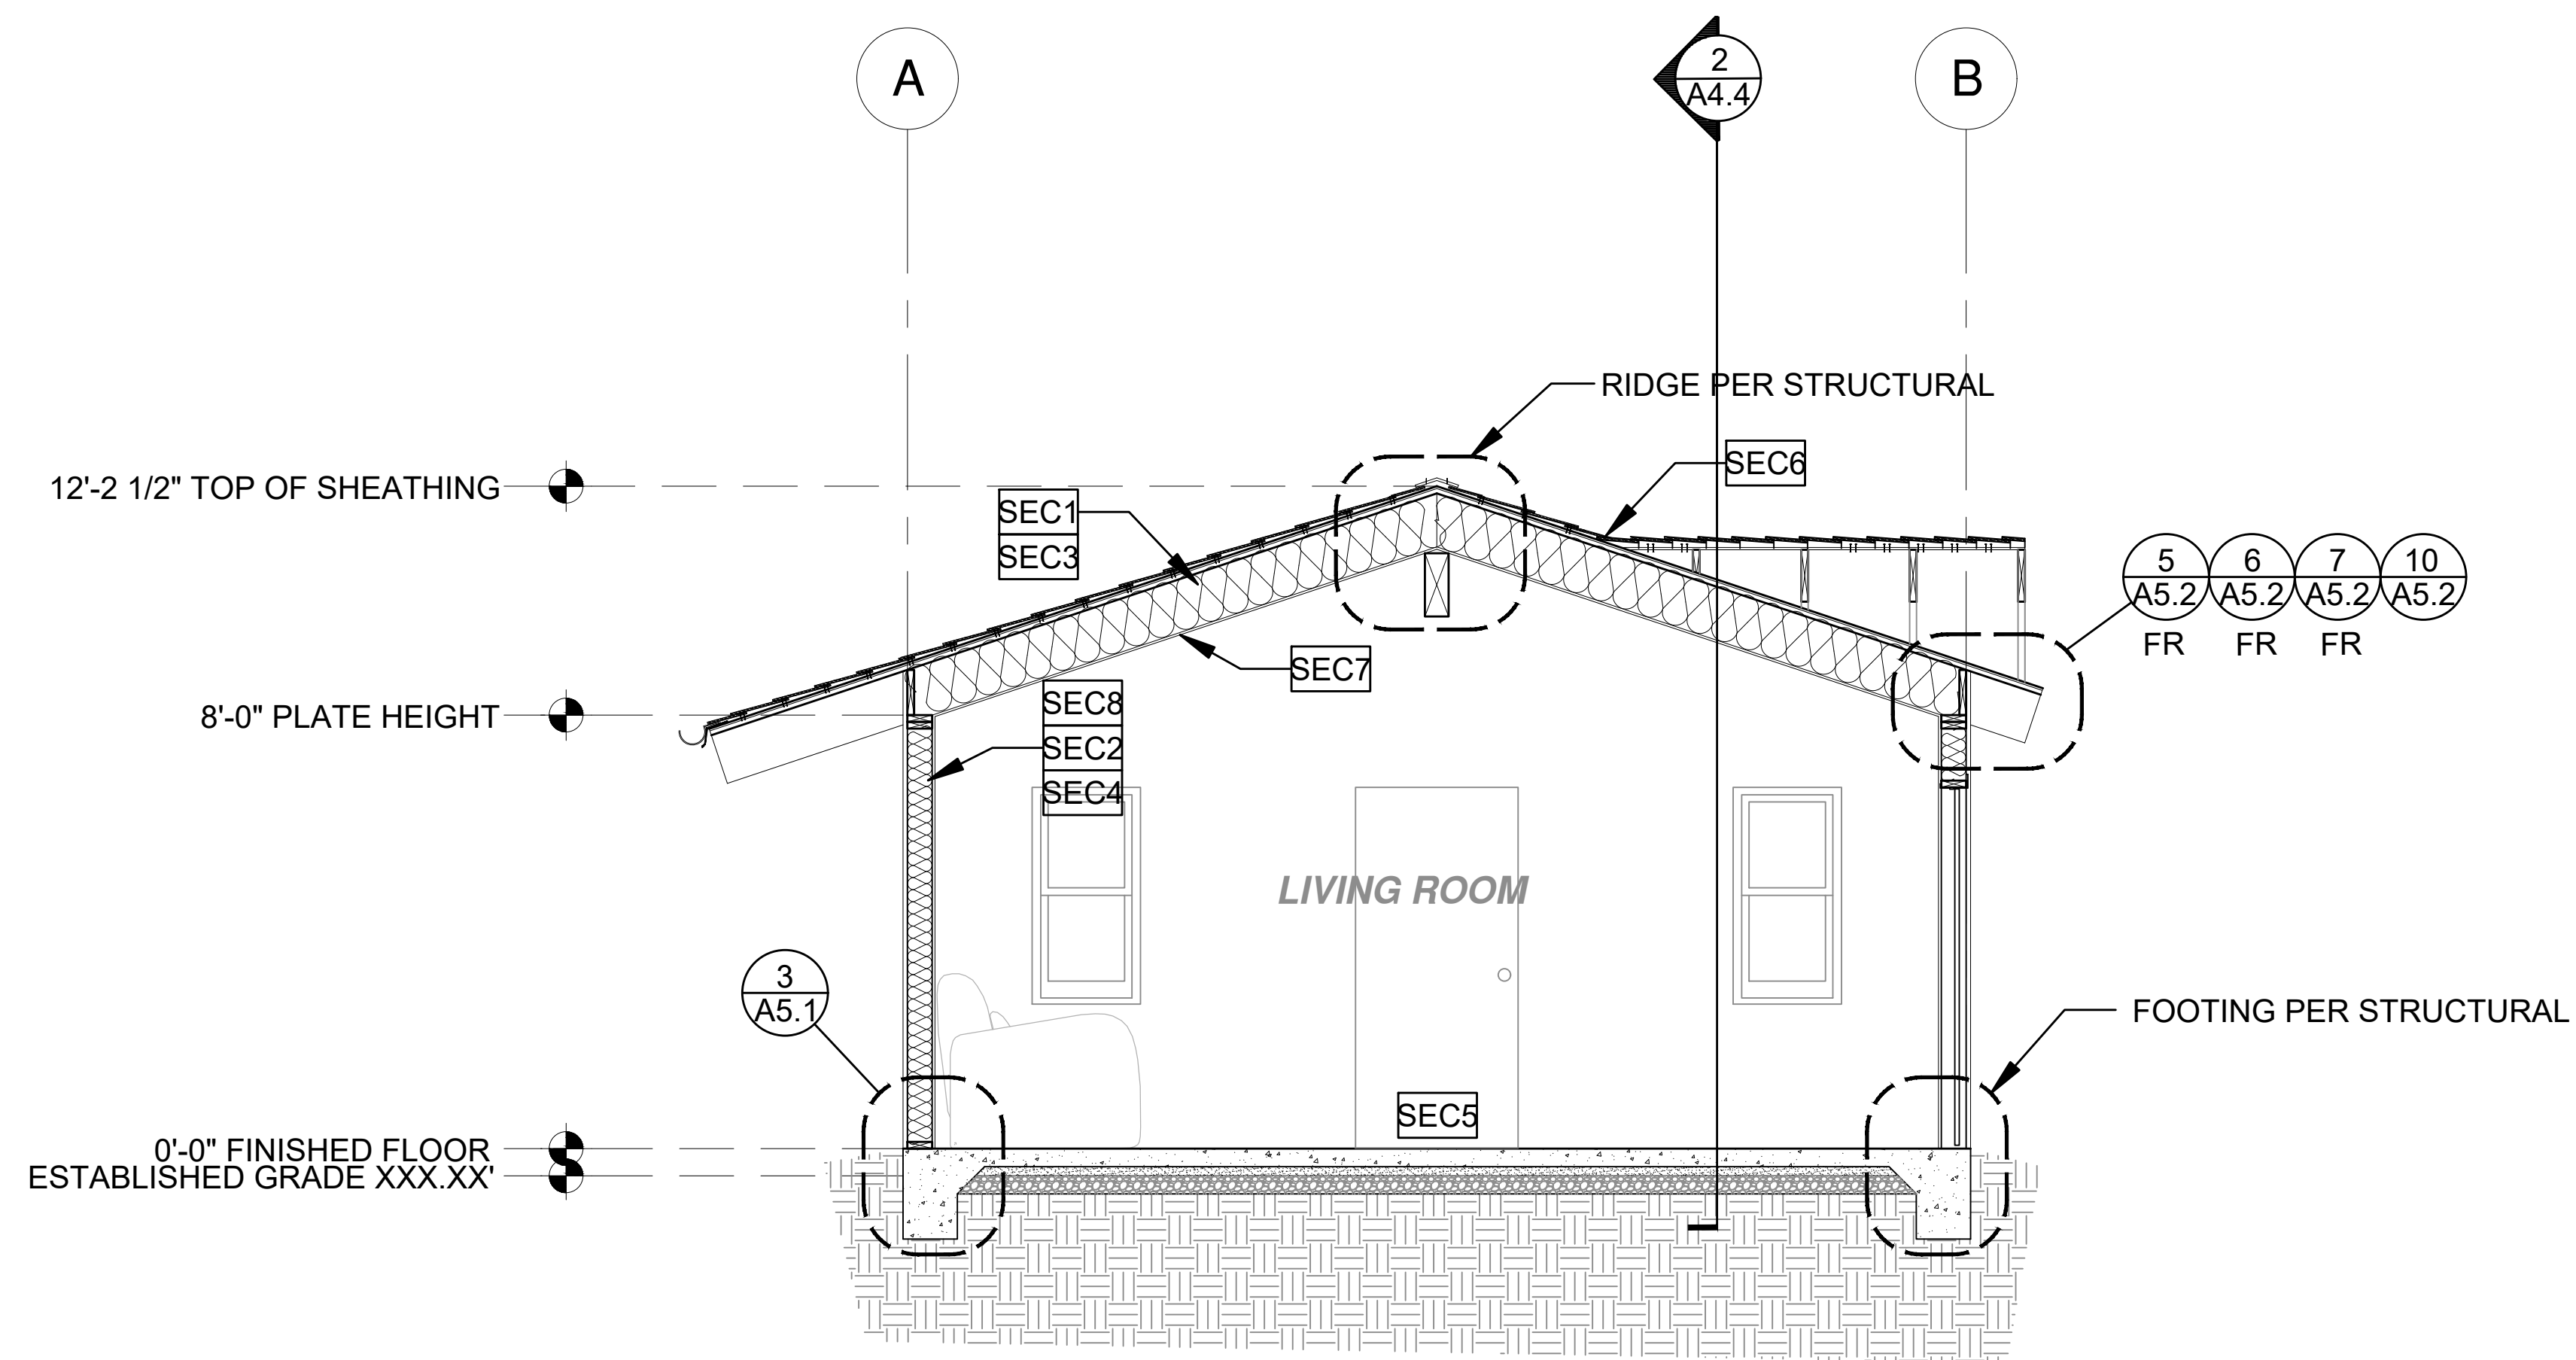 A
2
A4.4
B
RIDGE PER STRUCTURAL
SEC6
12'-2 1/2" TOP OF SHEATHING
SEC1
SEC3
5
A5.2
FR
6
A5.2
FR
7
A5.2
FR
10
A5.2
SEC7
8'-0" PLATE HEIGHT
SEC8
SEC2
SEC4
LIVING ROOM
3
A5.1
FOOTING PER STRUCTURAL
SEC5
0'-0" FINISHED FLOOR
ESTABLISHED GRADE XXX.XX'